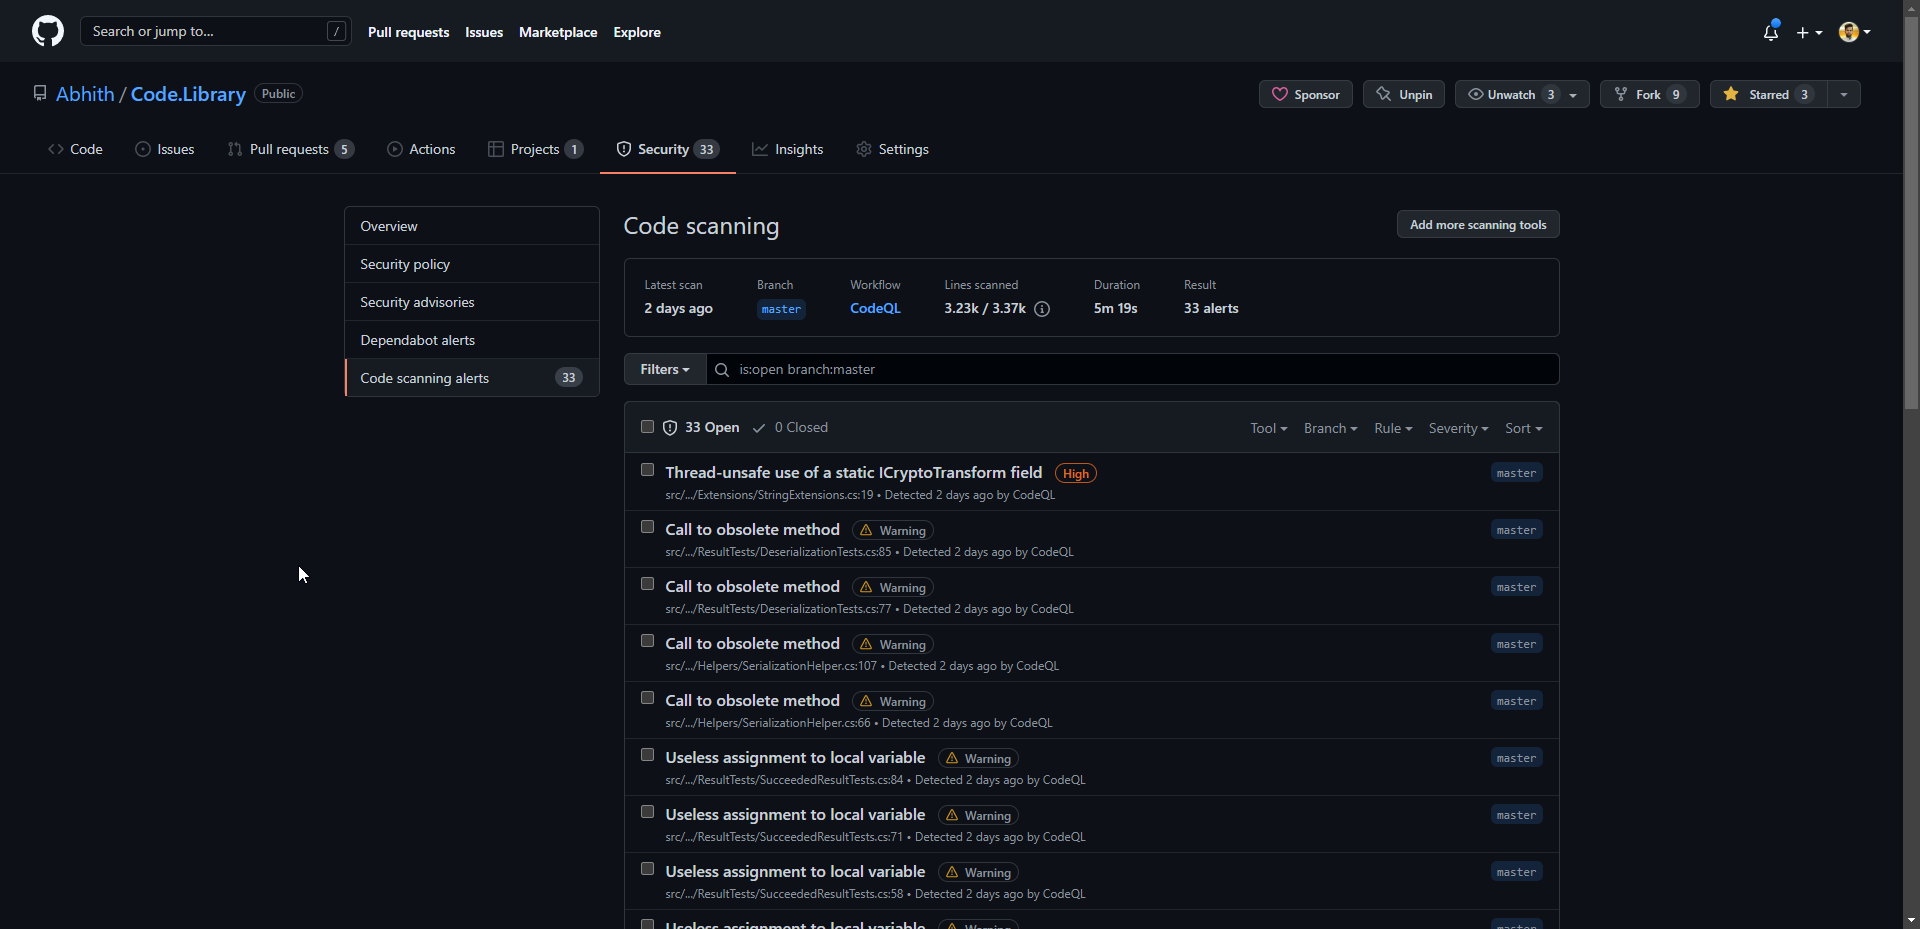 Search or jump to... /
Pull requests Issues Marketplace Explore
Abhith / Code.Library Public
Sponsor Unpin Unwatch 3 Fork 9 Starred 3
Code Issues Pull requests 5 Actions Projects 1 Security 33 Insights Settings
Overview
Security policy
Security advisories
Dependabot alerts
Code scanning alerts 33
Code scanning
Add more scanning tools
Latest scan Branch Workflow Lines scanned Duration Result
2 days ago master CodeQL 3.23k / 3.37k 5m 19s 33 alerts
Filters is:open branch:master
33 Open 0 Closed Tool Branch Rule Severity Sort
Thread-unsafe use of a static ICryptoTransform field High master
src/.../Extensions/StringExtensions.cs:19 • Detected 2 days ago by CodeQL
Call to obsolete method Warning master
src/.../ResultTests/DeserializationTests.cs:85 • Detected 2 days ago by CodeQL
Call to obsolete method Warning master
src/.../ResultTests/DeserializationTests.cs:77 • Detected 2 days ago by CodeQL
Call to obsolete method Warning master
src/.../Helpers/SerializationHelper.cs:107 • Detected 2 days ago by CodeQL
Call to obsolete method Warning master
src/.../Helpers/SerializationHelper.cs:66 • Detected 2 days ago by CodeQL
Useless assignment to local variable Warning master
src/.../ResultTests/SucceededResultTests.cs:84 • Detected 2 days ago by CodeQL
Useless assignment to local variable Warning master
src/.../ResultTests/SucceededResultTests.cs:71 • Detected 2 days ago by CodeQL
Useless assignment to local variable Warning master
src/.../ResultTests/SucceededResultTests.cs:58 • Detected 2 days ago by CodeQL
Useless assignment to local variable Warning master